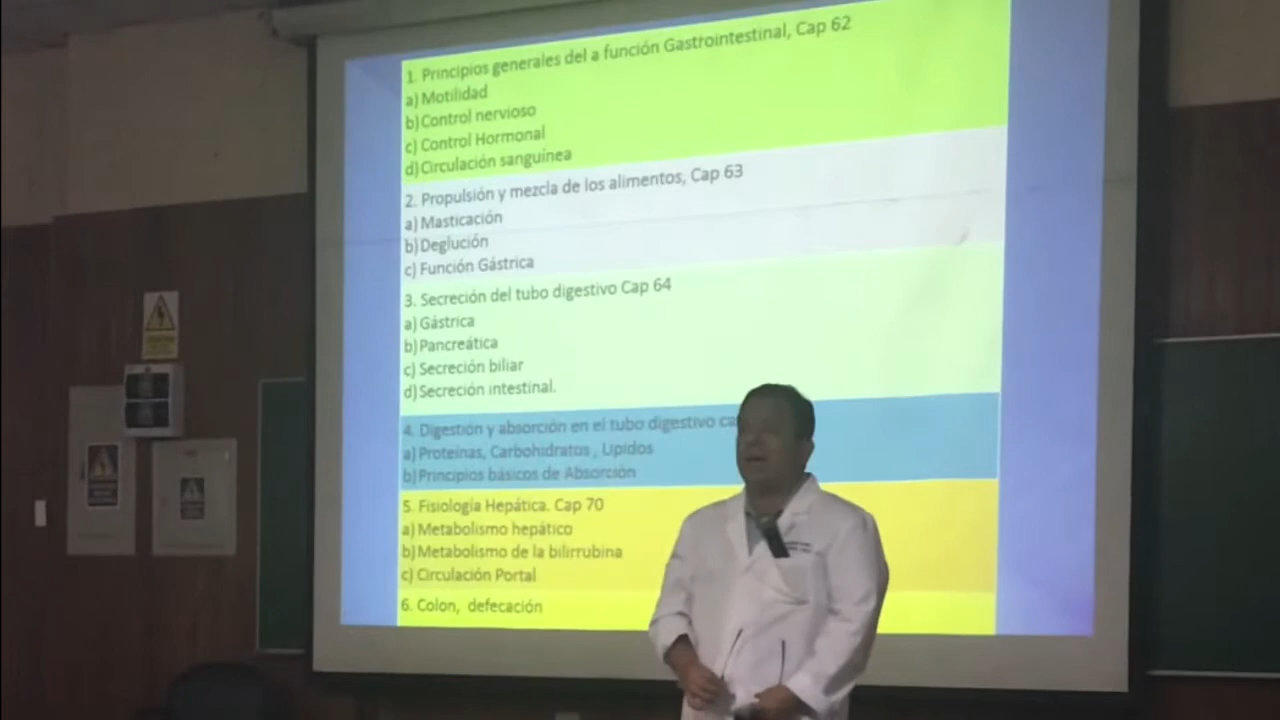 1. Principios generales del a función Gastrointestinal, Cap 62
a) Motilidad
b) Control nervioso
c) Control Hormonal
d) Circulación sanguínea
2. Propulsión y mezcla de los alimentos, Cap 63
a) Masticación
b) Deglución
c) Función Gástrica
3. Secreción del tubo digestivo Cap 64
a) Gástrica
b) Pancreática
c) Secreción biliar
d) Secreción intestinal.
4. Digestión y absorción en el tubo digestivo
a) Proteínas, Carbohidratos , Lipidos
b) Principios básicos de Absorción
5. Fisiología Hepática. Cap 70
a) Metabolismo hepático
b) Metabolismo de la bilirrubina
c) Circulación Portal
6. Colon, defecación